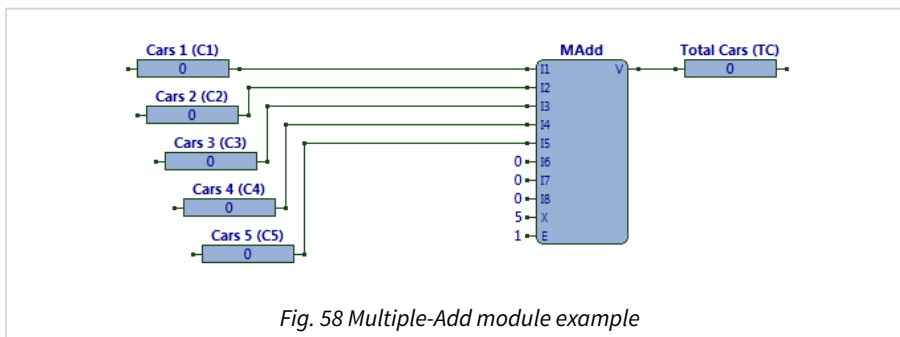 Cars 1 (C1) MAdd Total Cars (TC)
0 I1 V 0
Cars 2 (C2) I2
0 I3
Cars 3 (C3) I4
0 I5
0 I6
Cars 4 (C4) 0 I7
0 0 I8
5 X
Cars 5 (C5) 1 E
0
Fig. 58 Multiple-Add module example